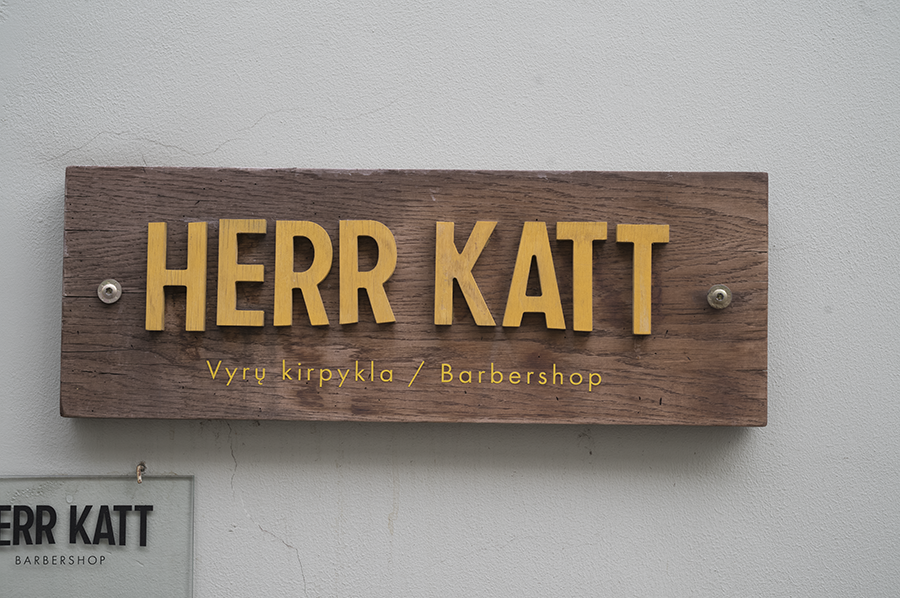 HERR KATT
Vyrų kirpykla / Barbershop
ERR KATT
BARBERSHOP